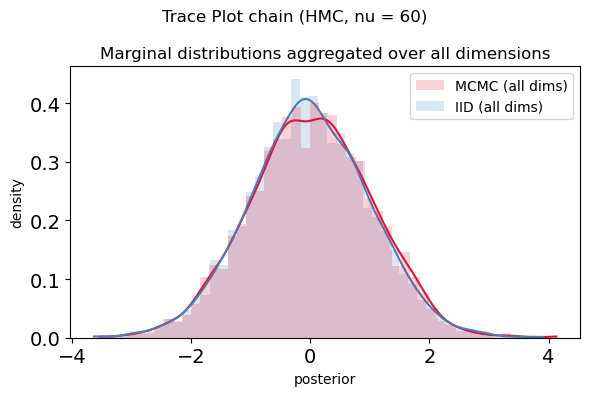 Trace Plot chain (HMC, nu = 60)
Marginal distributions aggregated over all dimensions
MCMC (all dims)
IID (all dims)
density
0.4
0.3
0.2
0.1
0.0
−4
−2
0
2
4
posterior